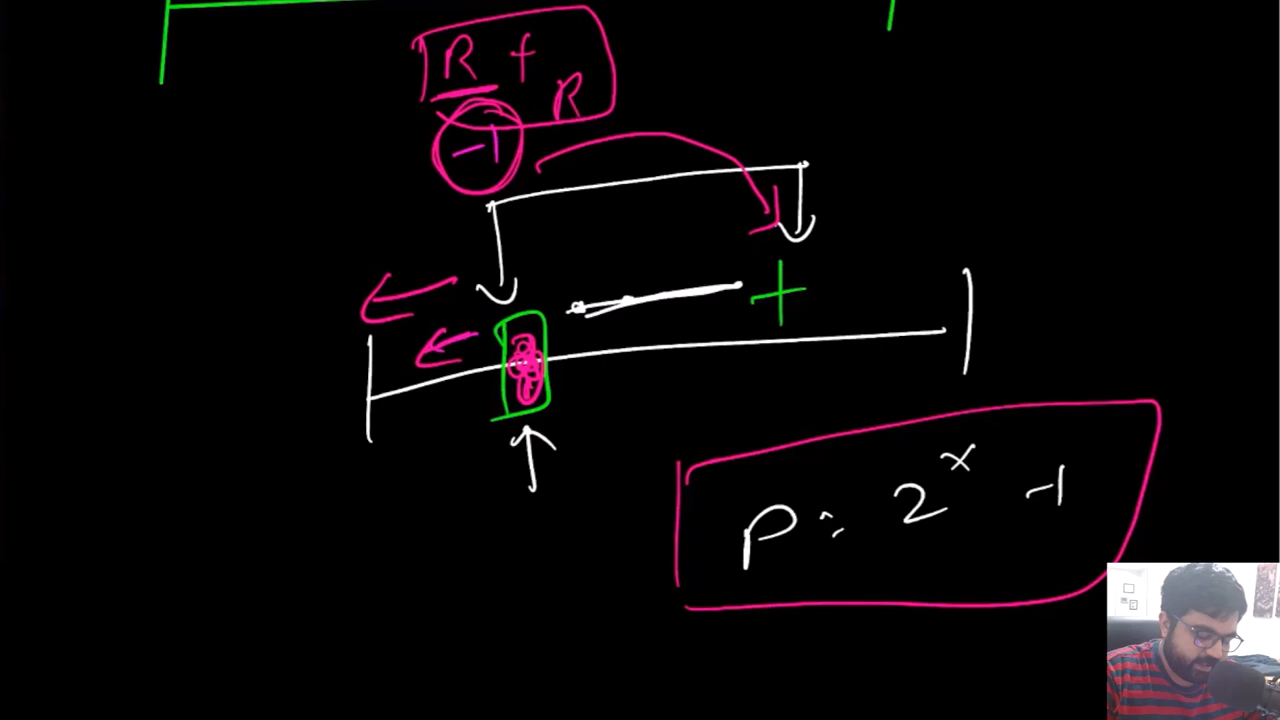 R +
R
-1
+
P = 2^x -1